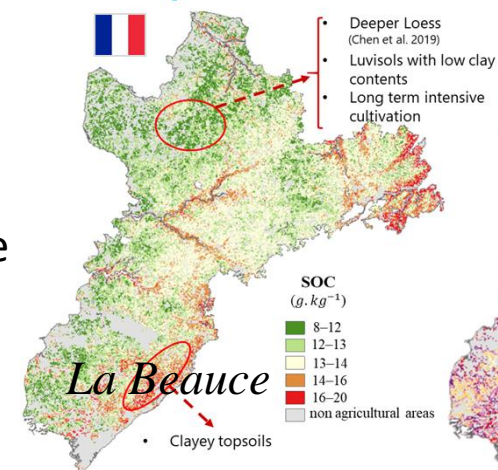 • Deeper Loess
(Chen et al. 2019)
• Luvisols with low clay
contents
• Long term intensive
cultivation
e
SOC
(g.kg⁻¹)
8–12
12–13
13–14
14–16
16–20
non agricultural areas
La Beauce
• Clayey topsoils